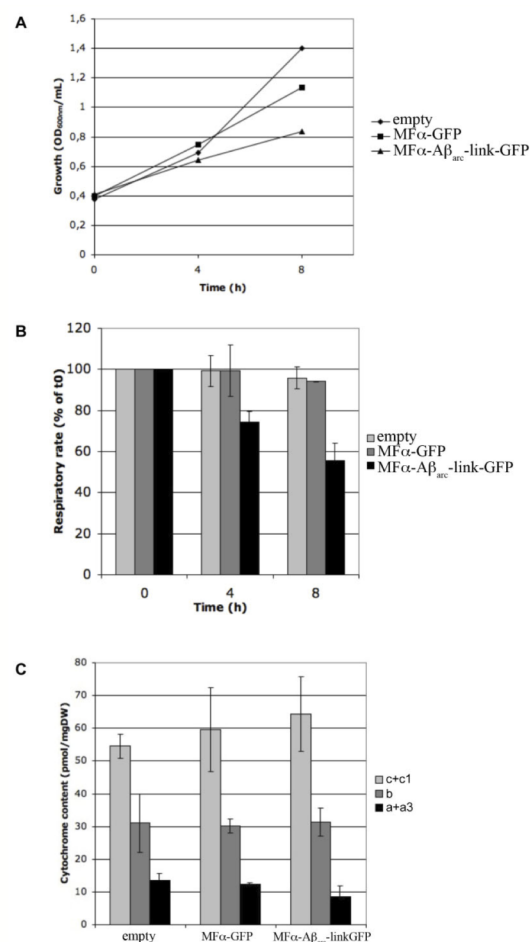 A
1,6
1,4
1,2
1
0,8
0,6
0,4
0,2
0
0 4 8
Growth (OD600nm/mL)
Time (h)
empty
MFα-GFP
MFα-Aβarc-link-GFP
B
120
100
80
60
40
20
0
0 4 8
Respiratory rate (% of t0)
Time (h)
empty
MFα-GFP
MFα-Aβarc-link-GFP
C
80
70
60
50
40
30
20
10
0
Cytochrome content (pmol/mgDW)
c+c1
b
a+a3
empty MFα-GFP MFα-Aβarc-linkGFP